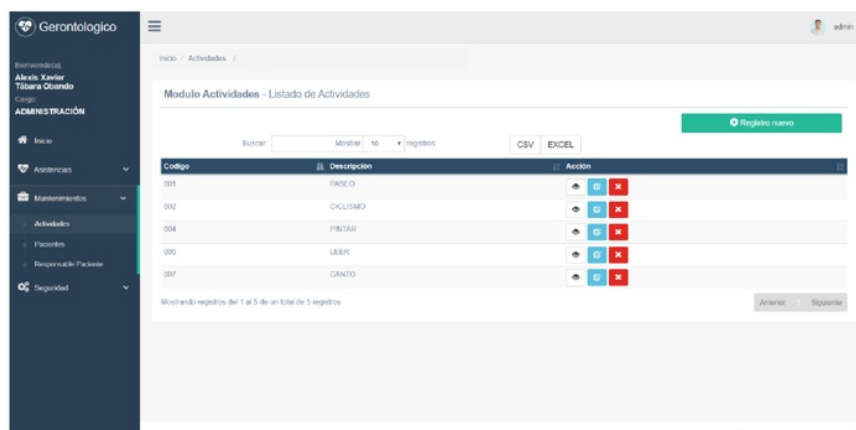 Gerontologico
admin
Bienvenido(a),
Alexis Xavier
Tábara Obando
Cargo:
ADMINISTRACIÓN
Inicio / Actividades /
Modulo Actividades - Listado de Actividades
Registro nuevo
Inicio
Asistencias
Mantenimientos
Actividades
Pacientes
Responsable Paciente
Seguridad
Buscar: Mostrar 10 registros CSV EXCEL
Codigo Descripción Acción
001 PASEO
002 CICLISMO
004 PINTAR
005 LEER
007 CANTO
Mostrando registros del 1 al 5 de un total de 5 registros
Anterior 1 Siguiente